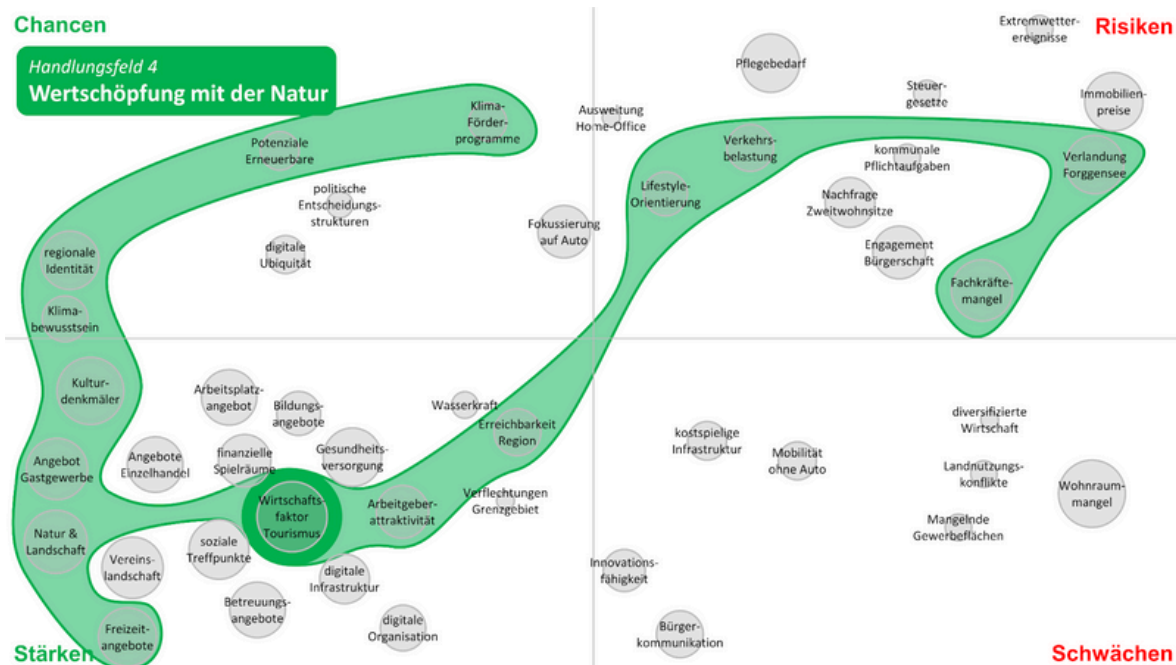 Chancen
Handlungsfeld 4
Wertschöpfung mit der Natur
Klima-
Förder-
programme
Potenziale
Erneuerbare
politische
Entscheidungs-
strukturen
digitale
Ubiquität
Fokussierung
auf Auto
regionale
Identität
Klima-
bewusstsein
Risiken
Extremwetter-
ereignisse
Pflegebedarf
Steuer-
gesetze
Immobilien-
preise
Ausweitung
Home-Office
Verkehrs-
belastung
kommunale
Pflichtaufgaben
Verlandung
Forggensee
Lifestyle-
Orientierung
Nachfrage
Zweitwohnsitze
Engagement
Bürgerschaft
Fachkräfte-
mangel
Kultur-
denkmäler
Arbeitsplatz-
angebot
Bildungs-
angebote
Wasserkraft
Erreichbarkeit
Region
Angebot
Gastgewerbe
Angebote
Einzelhandel
finanzielle
Spielräume
Gesundheits-
versorgung
Wirtschafts-
faktor
Tourismus
Arbeitgeber-
attraktivität
Verflechtungen
Grenzgebiet
Natur &
Landschaft
Vereins-
landschaft
soziale
Treffpunkte
digitale
Infrastruktur
Betreuungs-
angebote
digitale
Organisation
Freizeit-
angebote
Stärken
kostspielige
Infrastruktur
Mobilität
ohne Auto
diversifizierte
Wirtschaft
Landnutzungs-
konflikte
Wohnraum-
mangel
Mangelnde
Gewerbeflächen
Innovations-
fähigkeit
Bürger-
kommunikation
Schwächen